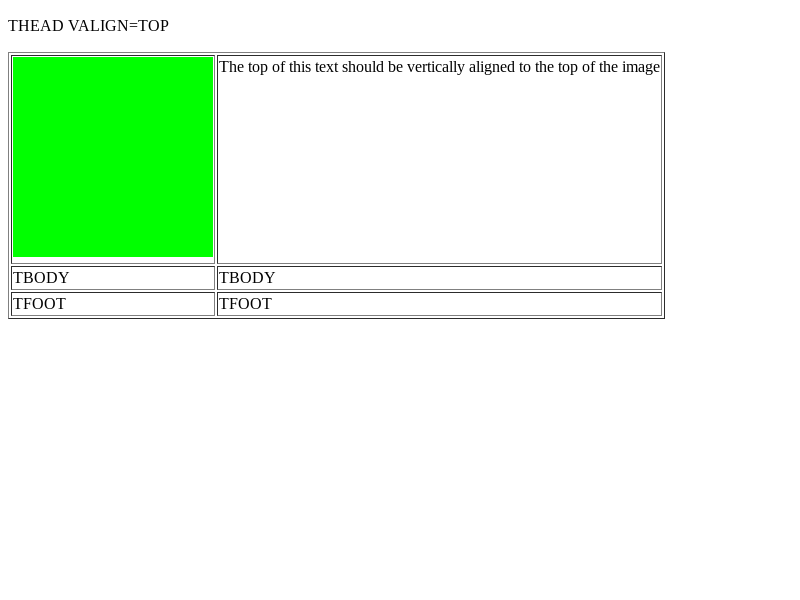 THEAD VALIGN=TOP
The top of this text should be vertically aligned to the top of the image
TBODY TBODY
TFOOT TFOOT